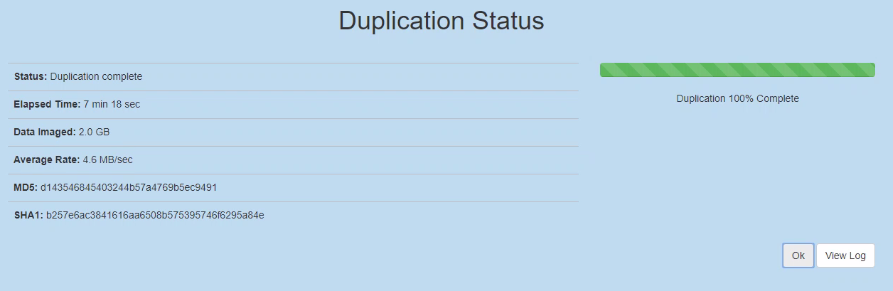 Duplication Status
Status: Duplication complete
Elapsed Time: 7 min 18 sec
Data Imaged: 2.0 GB
Average Rate: 4.6 MB/sec
MD5: d143546845403244b57a4769b5ec9491
SHA1: b257e6ac3841616aa6508b575395746f6295a84e
Duplication 100% Complete
Ok
View Log